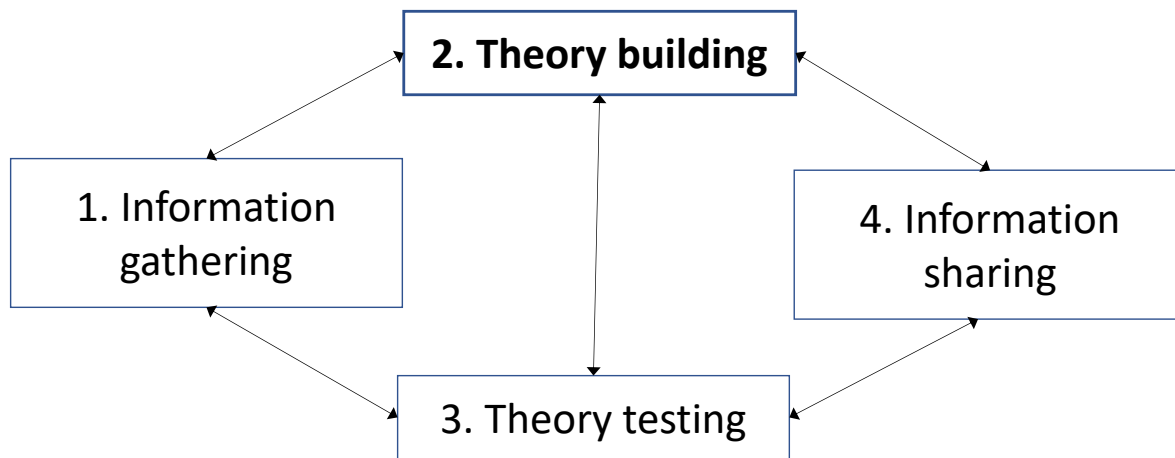 2. Theory building
1. Information
gathering
4. Information
sharing
3. Theory testing